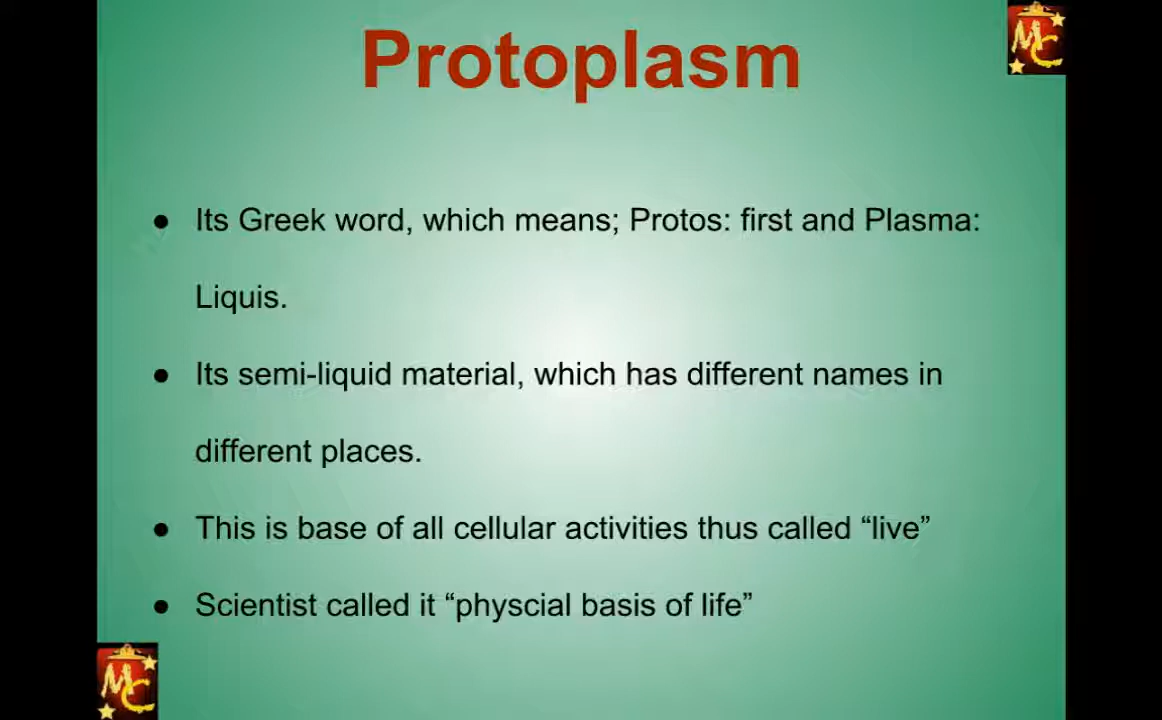 Protoplasm
MC
● Its Greek word, which means; Protos: first and Plasma:
Liquis.
● Its semi-liquid material, which has different names in
different places.
● This is base of all cellular activities thus called “live”
● Scientist called it “physcial basis of life”
MC